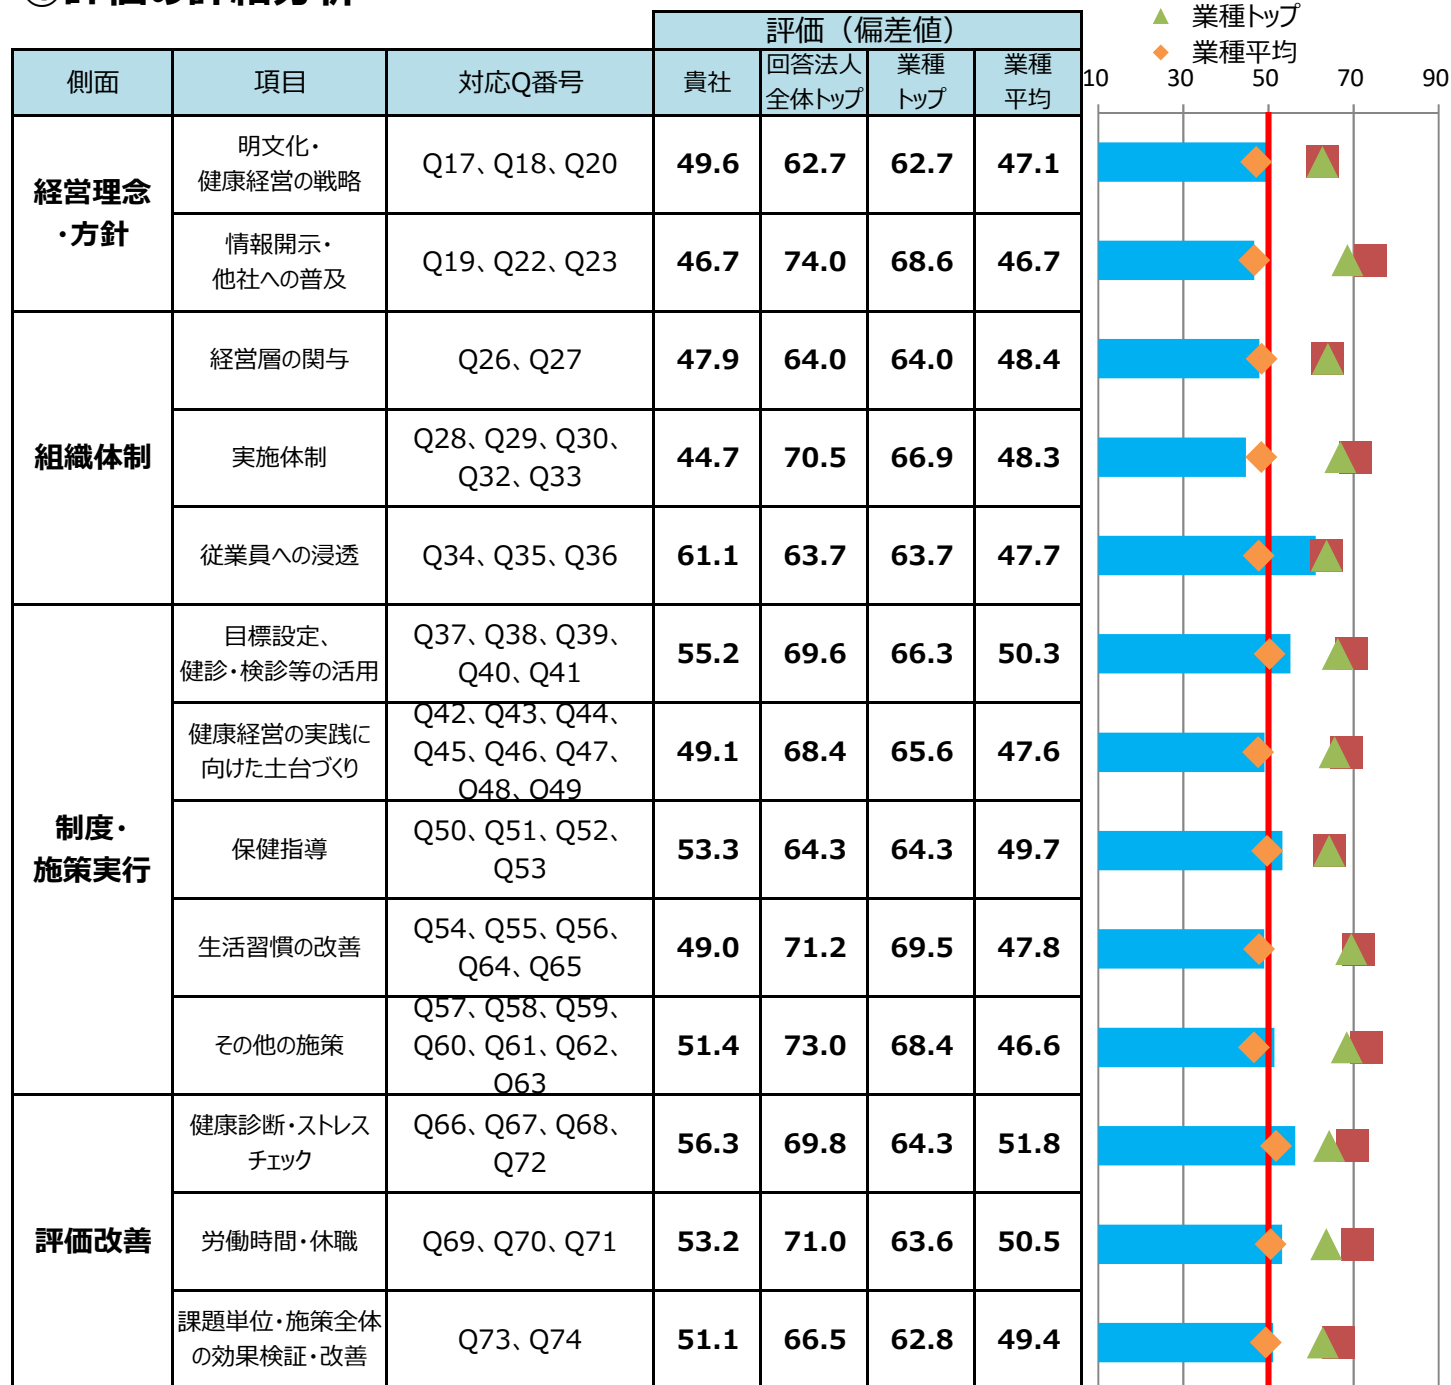 ③評価の詳細分析
▲ 業種トップ
◆ 業種平均
評価（偏差値）
側面 項目 対応Q番号 貴社 回答法人 業種 業種
全体トップ トップ 平均
10 30 50 70 90
経営理念
・方針
明文化・
健康経営の戦略
Q17、Q18、Q20 49.6 62.7 62.7 47.1
情報開示・
他社への普及
Q19、Q22、Q23 46.7 74.0 68.6 46.7
組織体制
経営層の関与 Q26、Q27 47.9 64.0 64.0 48.4
実施体制
Q28、Q29、Q30、
Q32、Q33
44.7 70.5 66.9 48.3
従業員への浸透 Q34、Q35、Q36 61.1 63.7 63.7 47.7
制度・
施策実行
目標設定、
健診・検診等の活用
Q37、Q38、Q39、
Q40、Q41
55.2 69.6 66.3 50.3
健康経営の実践に
向けた土台づくり
Q42、Q43、Q44、
Q45、Q46、Q47、
Q48、Q49
49.1 68.4 65.6 47.6
保健指導
Q50、Q51、Q52、
Q53
53.3 64.3 64.3 49.7
生活習慣の改善
Q54、Q55、Q56、
Q64、Q65
49.0 71.2 69.5 47.8
その他の施策
Q57、Q58、Q59、
Q60、Q61、Q62、
Q63
51.4 73.0 68.4 46.6
評価改善
健康診断・ストレス
チェック
Q66、Q67、Q68、
Q72
56.3 69.8 64.3 51.8
労働時間・休職 Q69、Q70、Q71 53.2 71.0 63.6 50.5
課題単位・施策全体
の効果検証・改善
Q73、Q74 51.1 66.5 62.8 49.4